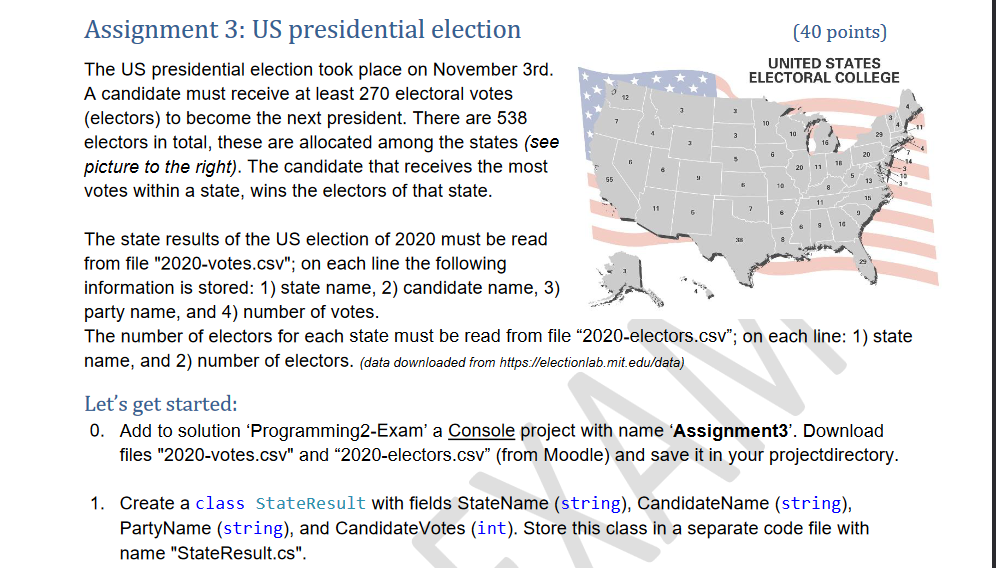 Assignment 3: US presidential election (40 points)
The US presidential election took place on November 3rd.
A candidate must receive at least 270 electoral votes
(electors) to become the next president. There are 538
electors in total, these are allocated among the states (see
picture to the right). The candidate that receives the most
votes within a state, wins the electors of that state.
UNITED STATES
ELECTORAL COLLEGE
12
3
3
10
4
3
4
11
7
4
3
3
10
16
29
4
7
14
3
10
3
6
55
6
9
5
6
20
11
18
20
5
13
6
10
8
15
11
5
7
6
11
9
6
9
16
38
8
29
3
The state results of the US election of 2020 must be read
from file "2020-votes.csv"; on each line the following
information is stored: 1) state name, 2) candidate name, 3)
party name, and 4) number of votes.
The number of electors for each state must be read from file “2020-electors.csv”; on each line: 1) state
name, and 2) number of electors. (data downloaded from https://electionlab.mit.edu/data)
Let’s get started:
0. Add to solution ‘Programming2-Exam’ a Console project with name ‘Assignment3’. Download
files "2020-votes.csv" and “2020-electors.csv” (from Moodle) and save it in your projectdirectory.
1. Create a class StateResult with fields StateName (string), CandidateName (string),
PartyName (string), and CandidateVotes (int). Store this class in a separate code file with
name "StateResult.cs".
EXAM